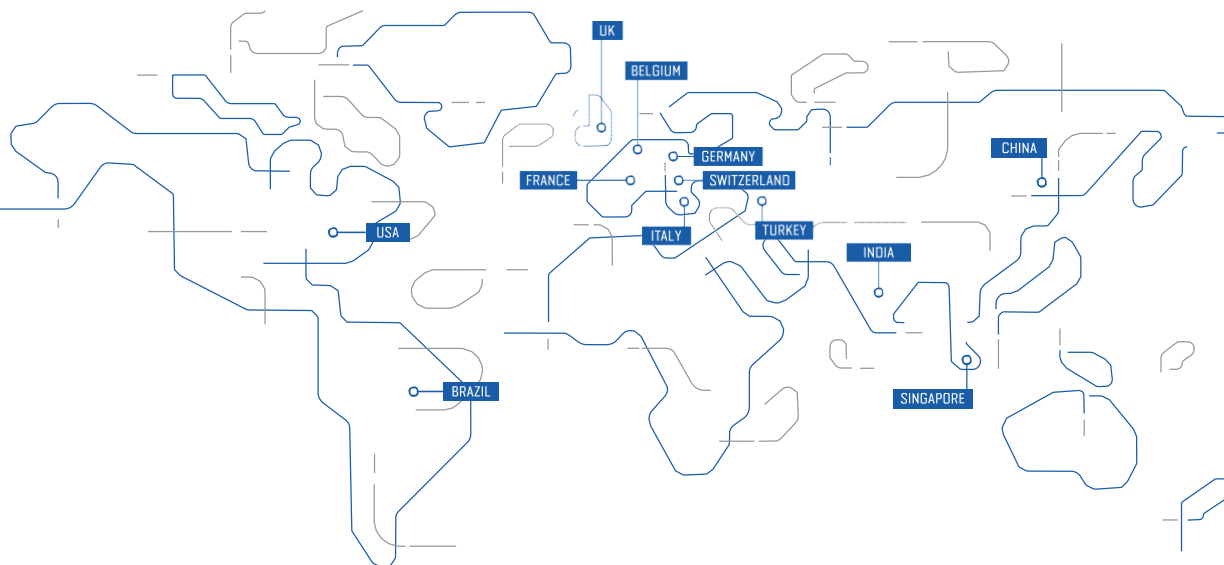 UK
BELGIUM
CHINA
GERMANY
FRANCE
SWITZERLAND
USA
ITALY
TURKEY
INDIA
BRAZIL
SINGAPORE